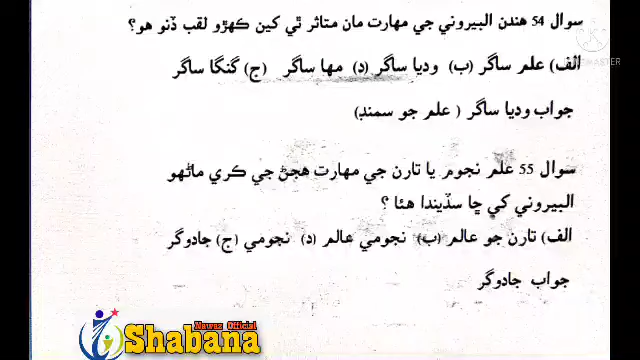 سوال 54 هندن البيروني جي مهارت مان متاثر ٿي کين ڪهڙو لقب ڏنو هو؟
الف) علم ساگر (ب) وديا ساگر (د) مها ساگر (ج) گنگا ساگر
جواب وديا ساگر ( علم جو سمنڊ)
سوال 55 علم نجوم يا تارن جي مهارت هجڻ جي ڪري ماڻهو
البيروني کي ڇا سڏيندا هئا ؟
الف) تارن جو عالم (ب) نجومي عالم (د) نجومي (ج) جادوگر
جواب جادوگر
Nawaz Official
Shabana